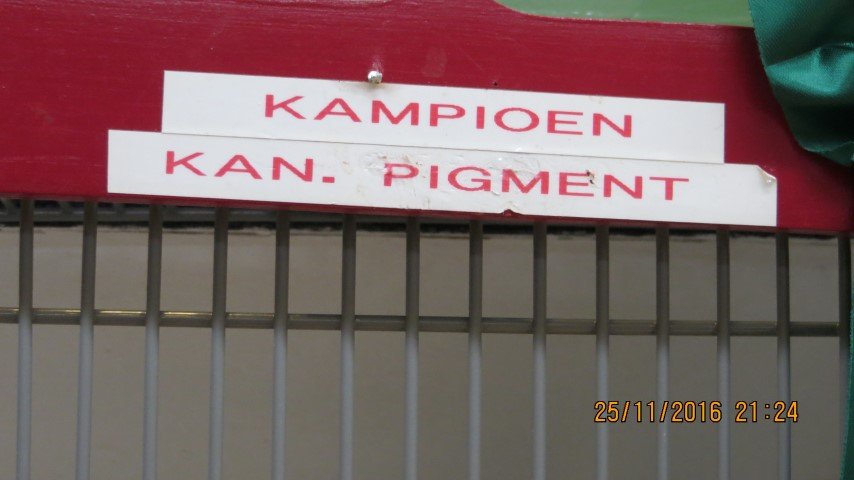 KAMPIOEN
KAN. PIGMENT
25/11/2016 21:24